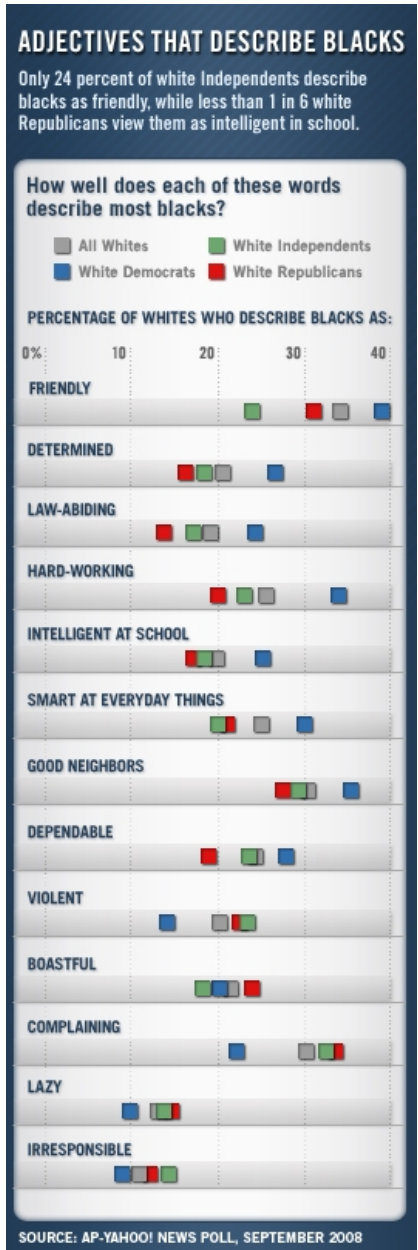 ADJECTIVES THAT DESCRIBE BLACKS
Only 24 percent of white Independents describe
blacks as friendly, while less than 1 in 6 white
Republicans view them as intelligent in school.
How well does each of these words
describe most blacks?
All Whites
White Independents
White Democrats
White Republicans
PERCENTAGE OF WHITES WHO DESCRIBE BLACKS AS:
0% 10 20 30 40
FRIENDLY
DETERMINED
LAW-ABIDING
HARD-WORKING
INTELLIGENT AT SCHOOL
SMART AT EVERYDAY THINGS
GOOD NEIGHBORS
DEPENDABLE
VIOLENT
BOASTFUL
COMPLAINING
LAZY
IRRESPONSIBLE
SOURCE: AP-YAHOO! NEWS POLL, SEPTEMBER 2008